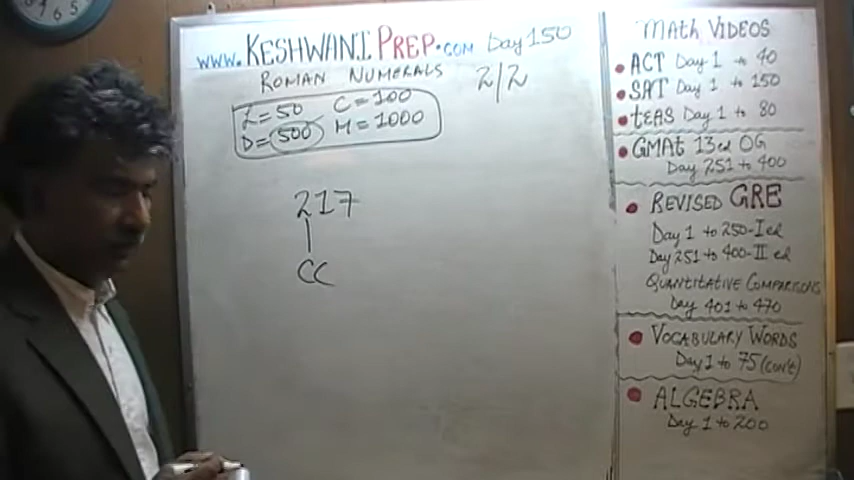 www.KESHWANIPREP.COM Day 150
ROMAN NUMERALS 2/2
L=50 C=100
D=500 M=1000
217
CC
Math VIDEOS
ACT Day 1 to 40
SAT Day 1 to 150
tEAS Day 1 to 80
GMAt 13ed OG
Day 251 to 400
REVISED GRE
Day 1 to 250-I ed
Day 251 to 400-II ed
QUANtitAtiVE COMPARISONS
Day 401 to 470
VOCABULARY WORDS
Day 1 to 75 (con't)
ALGEBRA
Day 1 to 200